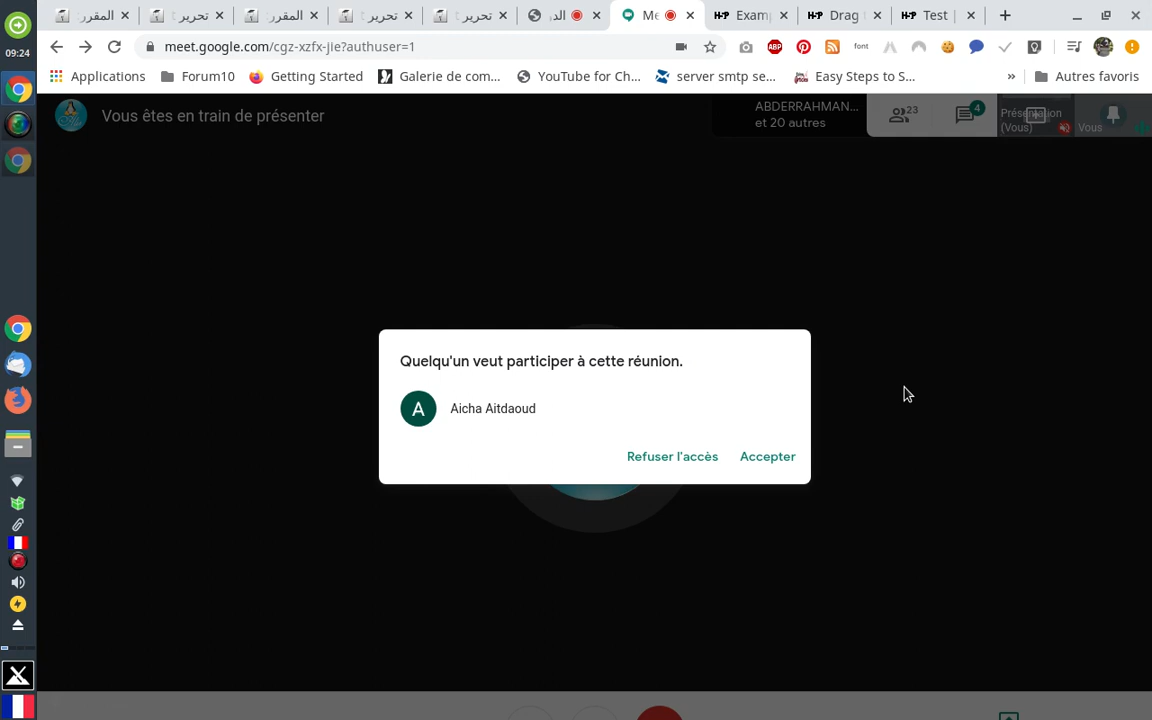 المقرر
تحرير
المقرر
تحرير
تحرير
الد
Me
Exam
Drag t
Test |
09:24
meet.google.com/cgz-xzfx-jie?authuser=1
font
ABP
Applications
Forum10
Getting Started
Galerie de com...
YouTube for Ch...
server smtp se...
Easy Steps to S...
»
Autres favoris
Vous êtes en train de présenter
ABDERRAHMAN...
et 20 autres
23
4
Présentation
(Vous)
Vous
Quelqu'un veut participer à cette réunion.
A
Aicha Aitdaoud
Refuser l'accès
Accepter